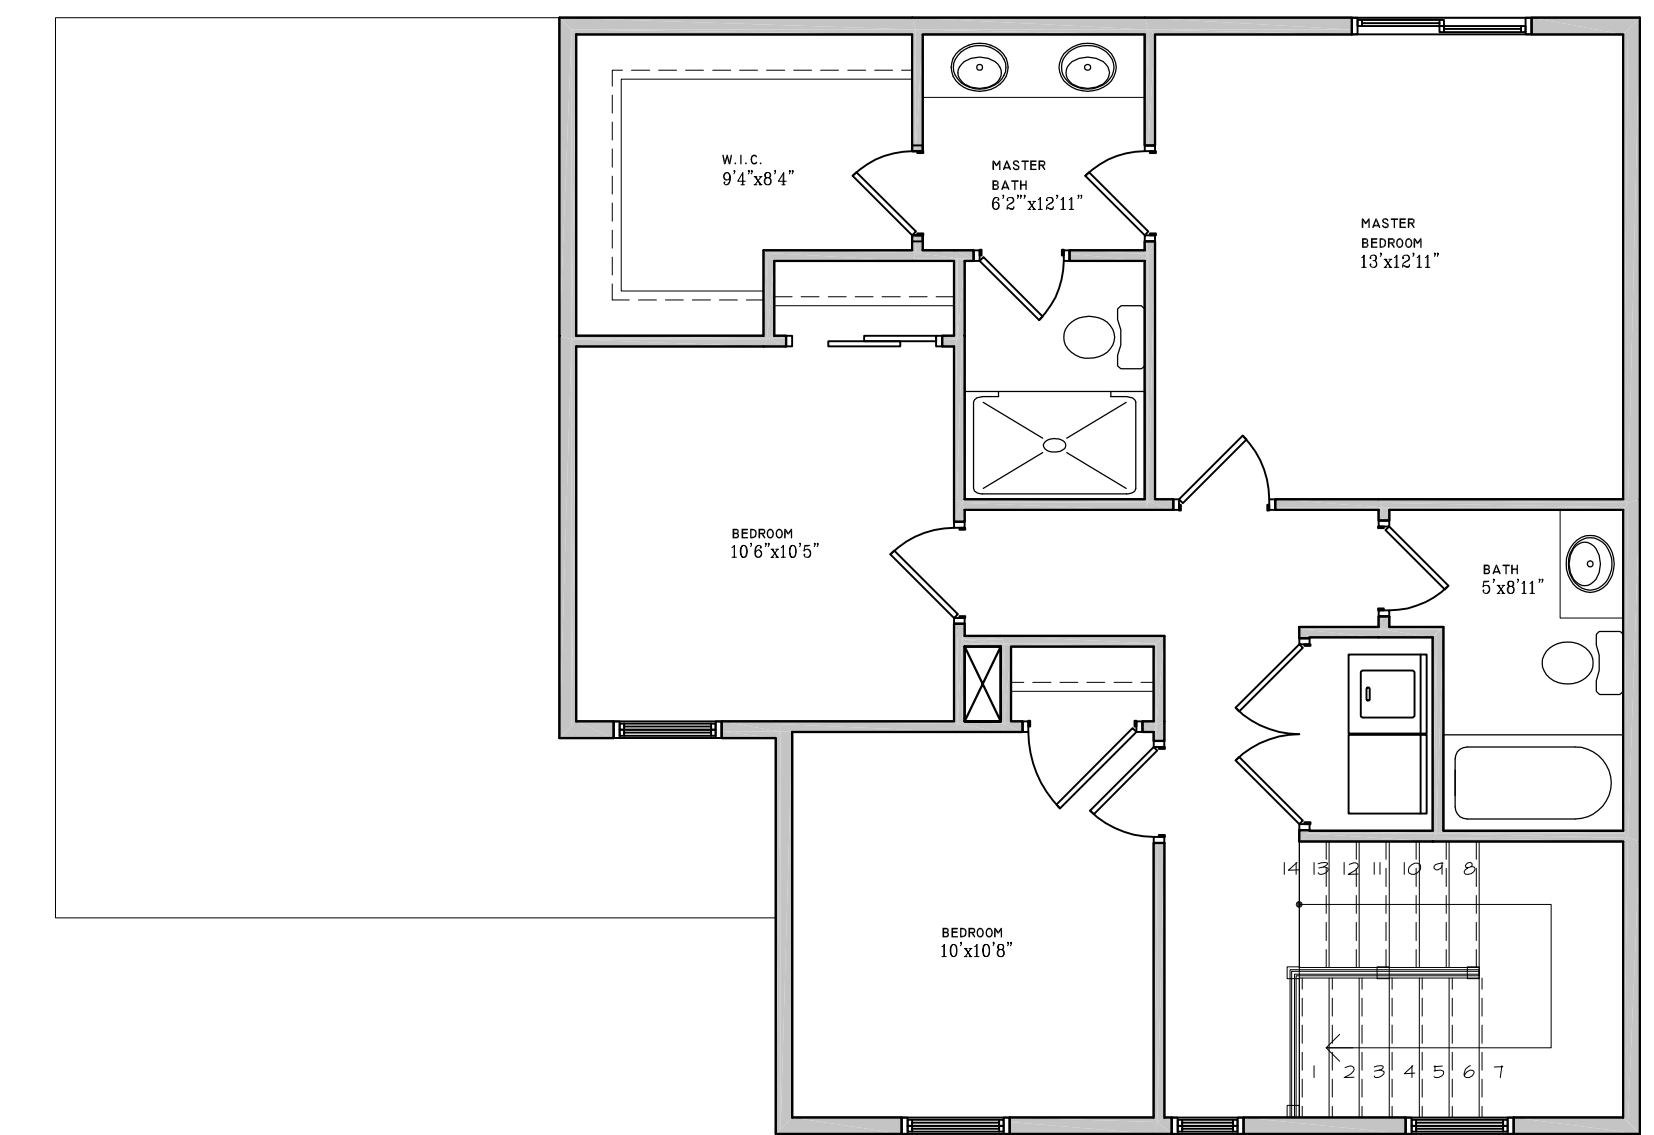 W.I.C.
9'4"x8'4"
MASTER
BATH
6'2"'x12'11"
MASTER
BEDROOM
13'x12'11"
BEDROOM
10'6"x10'5"
BATH
5'x8'11"
14 13 12 11 10 9 8
BEDROOM
10'x10'8"
1 2 3 4 5 6 7